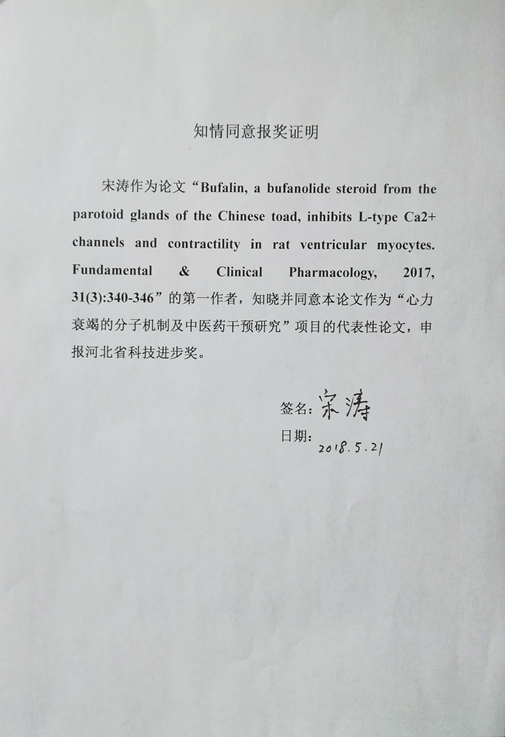 知情同意报奖证明
宋涛作为论文“Bufalin, a bufanolide steroid from the
parotoid glands of the Chinese toad, inhibits L-type Ca2+
channels and contractility in rat ventricular myocytes.
Fundamental & Clinical Pharmacology, 2017,
31(3):340-346”的第一作者，知晓并同意本论文作为“心力
衰竭的分子机制及中医药干预研究”项目的代表性论文，申
报河北省科技进步奖。
签名：宋涛
日期：2018.5.21